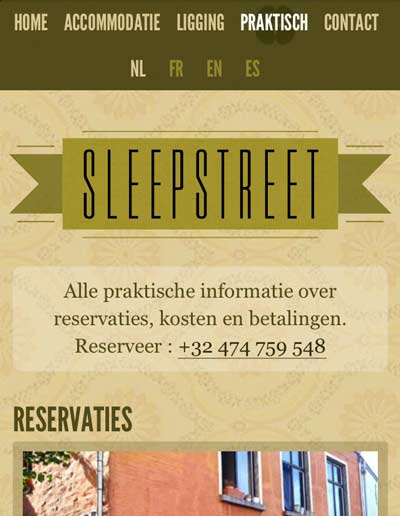 HOME ACCOMMODATIE LIGGING PRAKTISCH CONTACT
NL FR EN ES
SLEEPSTREET
Alle praktische informatie over
reservaties, kosten en betalingen.
Reserveer : +32 474 759 548
RESERVATIES